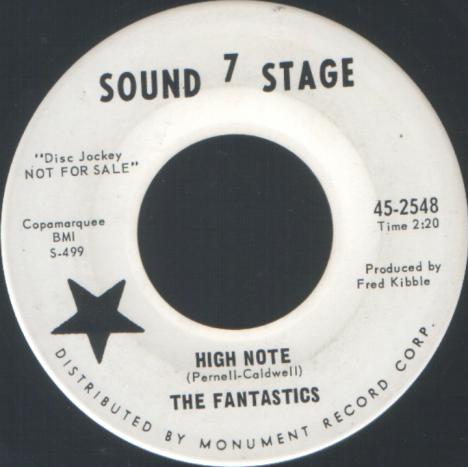 SOUND 7 STAGE
"Disc Jockey
NOT FOR SALE"
Copamarquee
BMI
S-499
45-2548
Time 2:20
Produced by
Fred Kibble
HIGH NOTE
(Pernell-Caldwell)
THE FANTASTICS
DISTRIBUTED BY MONUMENT RECORD CORP.